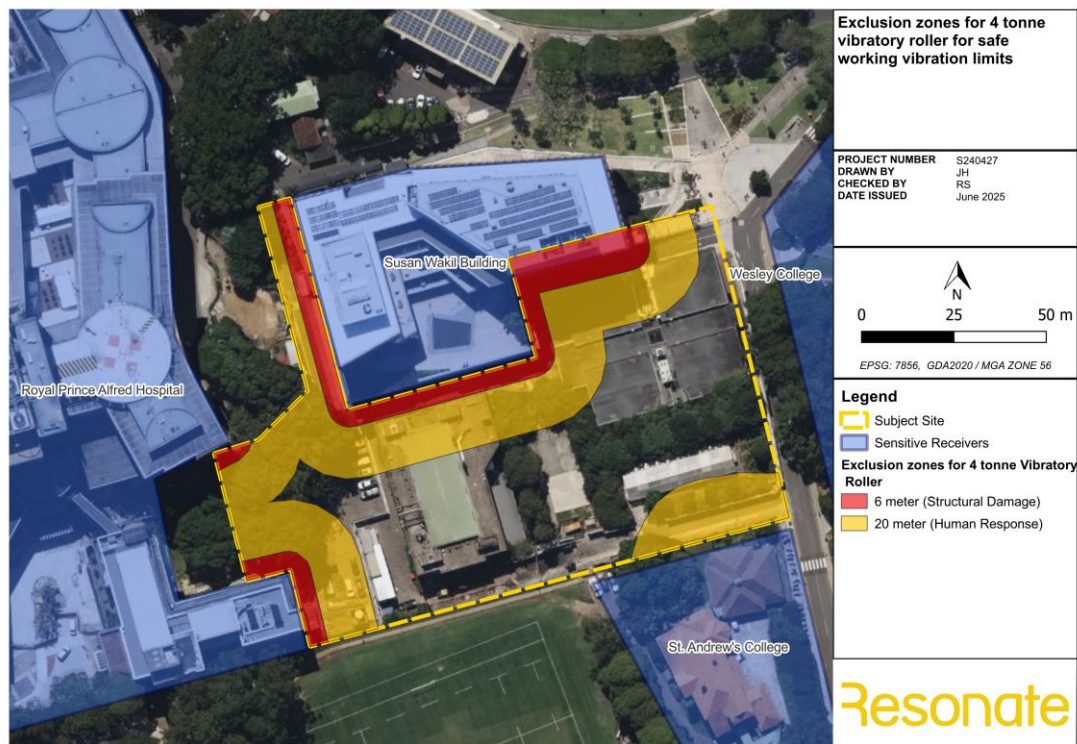 Exclusion zones for 4 tonne
vibratory roller for safe
working vibration limits
PROJECT NUMBER S240427
DRAWN BY JH
CHECKED BY RS
DATE ISSUED June 2025
N
0 25 50 m
EPSG: 7856, GDA2020 / MGA ZONE 56
Legend
Subject Site
Sensitive Receivers
Exclusion zones for 4 tonne Vibratory
Roller
6 meter (Structural Damage)
20 meter (Human Response)
Resonate
Susan Wakil Building
Wesley College
Royal Prince Alfred Hospital
St. Andrew's College